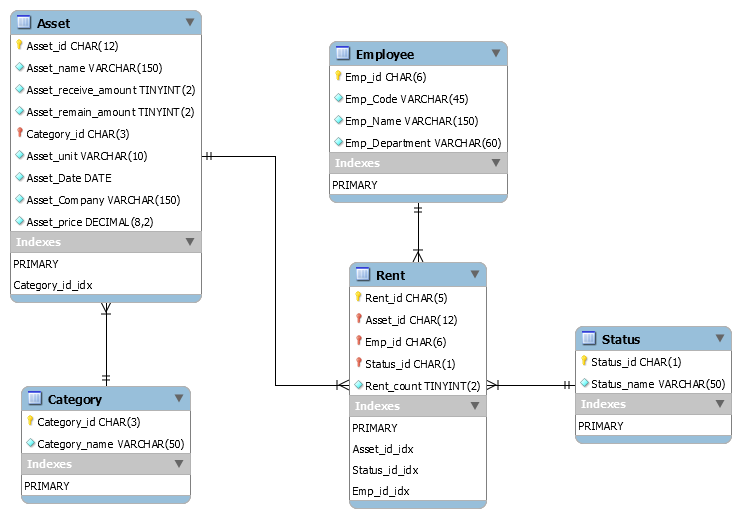 Asset
Asset_id CHAR(12)
Asset_name VARCHAR(150)
Asset_receive_amount TINYINT(2)
Asset_remain_amount TINYINT(2)
Category_id CHAR(3)
Asset_unit VARCHAR(10)
Asset_Date DATE
Asset_Company VARCHAR(150)
Asset_price DECIMAL(8,2)
Indexes
PRIMARY
Category_id_idx
Employee
Emp_id CHAR(6)
Emp_Code VARCHAR(45)
Emp_Name VARCHAR(150)
Emp_Department VARCHAR(60)
Indexes
PRIMARY
Rent
Rent_id CHAR(5)
Asset_id CHAR(12)
Emp_id CHAR(6)
Status_id CHAR(1)
Rent_count TINYINT(2)
Indexes
PRIMARY
Asset_id_idx
Status_id_idx
Emp_id_idx
Status
Status_id CHAR(1)
Status_name VARCHAR(50)
Indexes
PRIMARY
Category
Category_id CHAR(3)
Category_name VARCHAR(50)
Indexes
PRIMARY